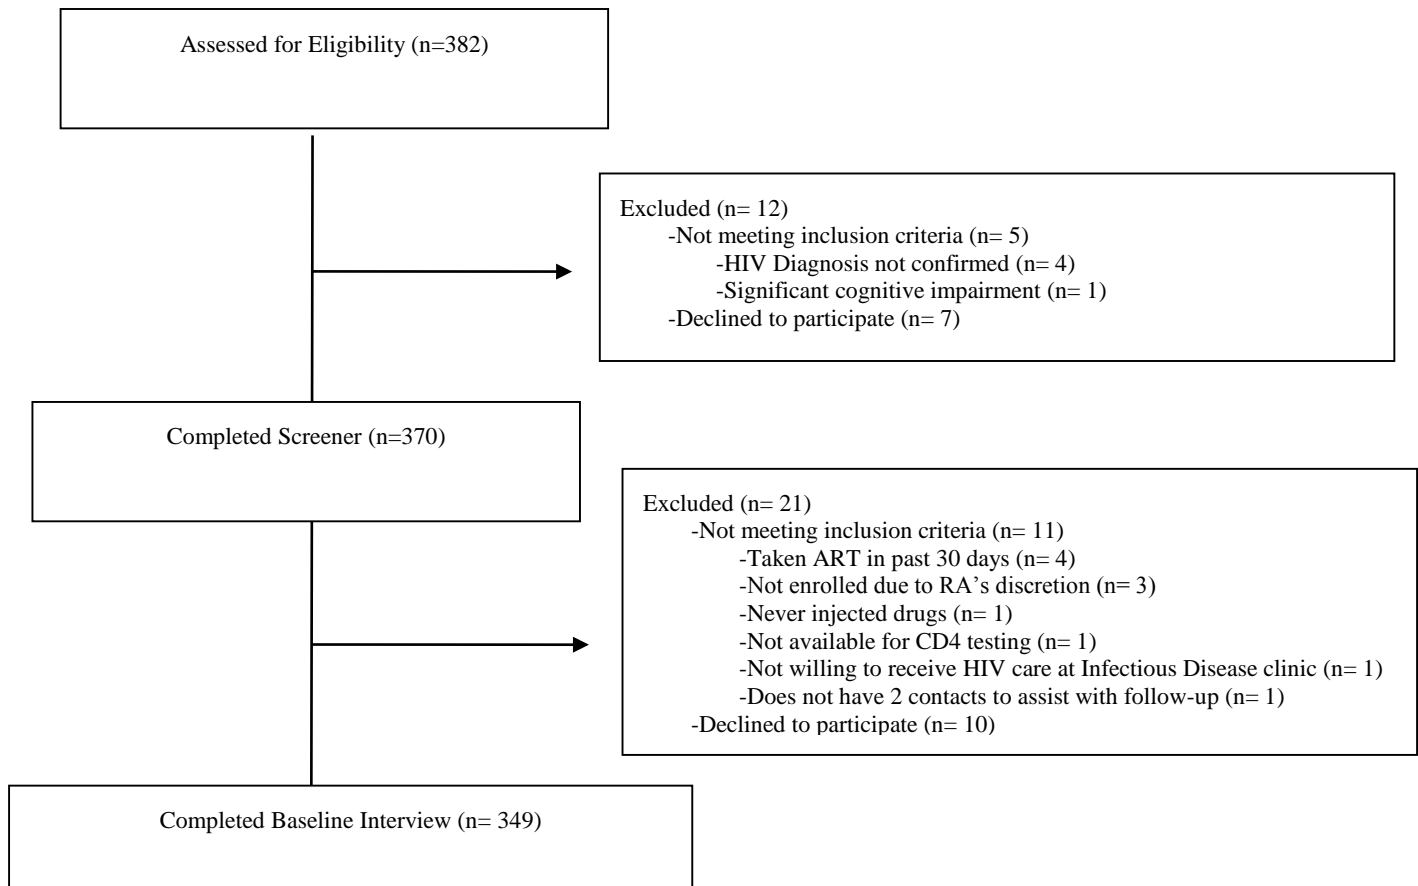 Assessed for Eligibility (n=382)
Excluded (n= 12)
-Not meeting inclusion criteria (n= 5)
-HIV Diagnosis not confirmed (n= 4)
-Significant cognitive impairment (n= 1)
-Declined to participate (n= 7)
Completed Screener (n=370)
Excluded (n= 21)
-Not meeting inclusion criteria (n= 11)
-Taken ART in past 30 days (n= 4)
-Not enrolled due to RA’s discretion (n= 3)
-Never injected drugs (n= 1)
-Not available for CD4 testing (n= 1)
-Not willing to receive HIV care at Infectious Disease clinic (n= 1)
-Does not have 2 contacts to assist with follow-up (n= 1)
-Declined to participate (n= 10)
Completed Baseline Interview (n= 349)